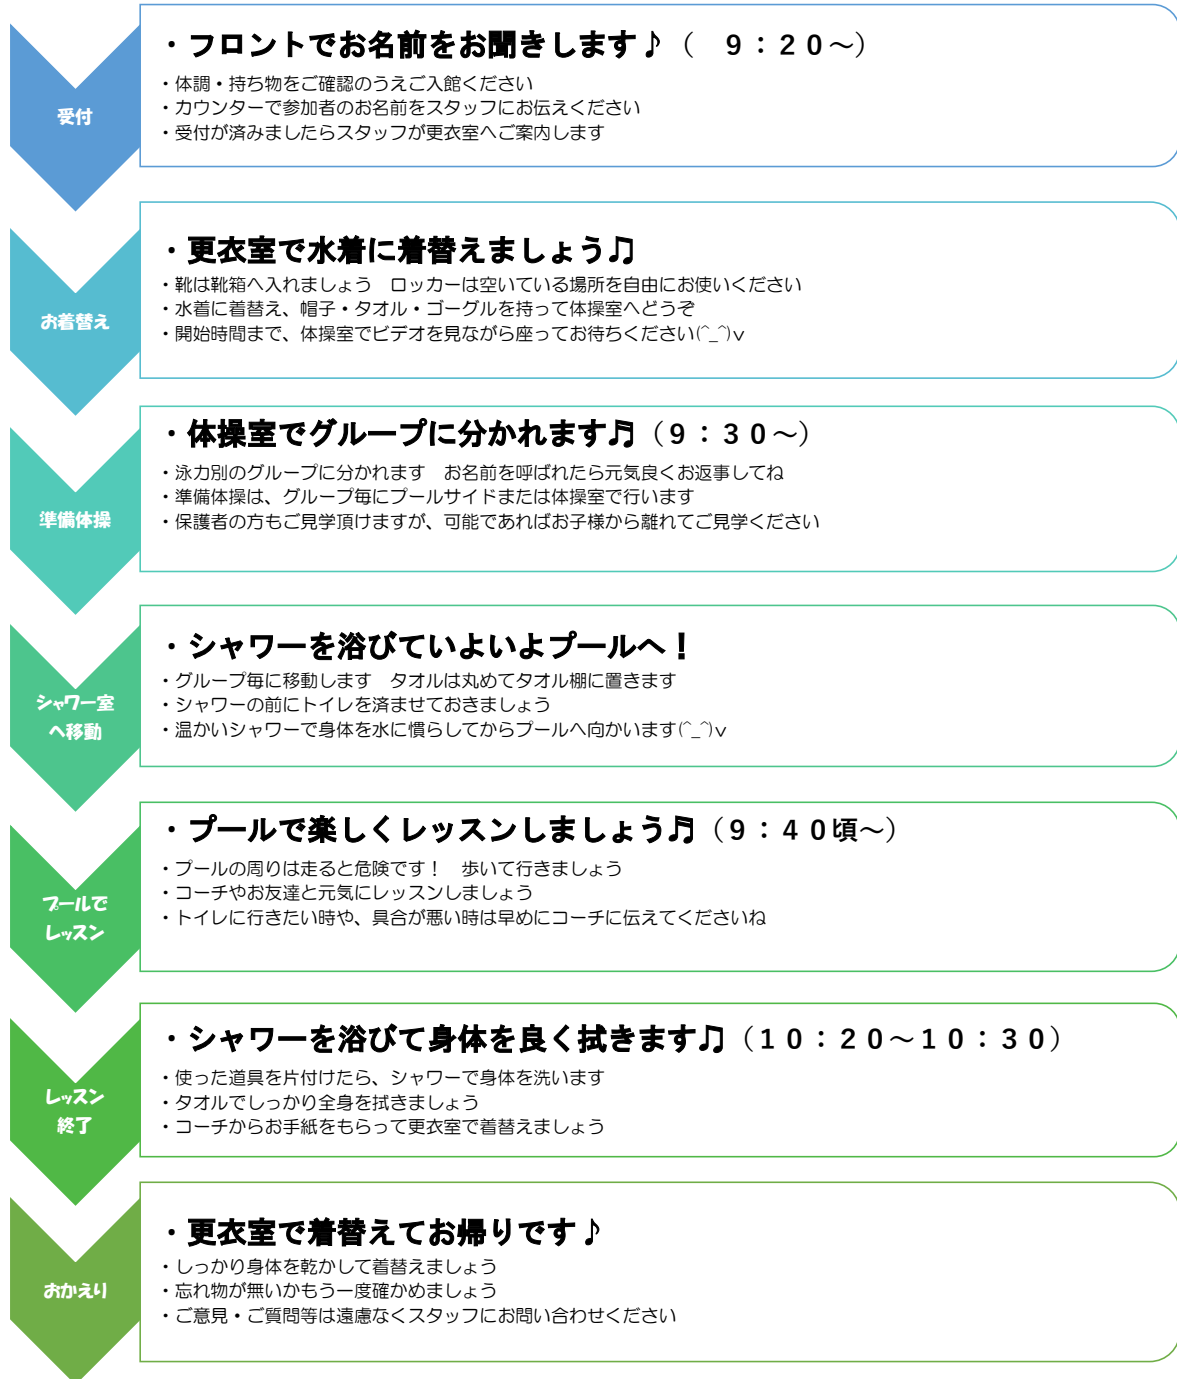 受付
・フロントでお名前をお聞きします♪（　９：２０～）
・体調・持ち物をご確認のうえご入館ください
・カウンターで参加者のお名前をスタッフにお伝えください
・受付が済みましたらスタッフが更衣室へご案内します
お着替え
・更衣室で水着に着替えましょう♫
・靴は靴箱へ入れましょう　ロッカーは空いている場所を自由にお使いください
・水着に着替え、帽子・タオル・ゴーグルを持って体操室へどうぞ
・開始時間まで、体操室でビデオを見ながら座ってお待ちください(^_^)v
準備体操
・体操室でグループに分かれます♬（９：３０～）
・泳力別のグループに分かれます　お名前を呼ばれたら元気良くお返事してね
・準備体操は、グループ毎にプールサイドまたは体操室で行います
・保護者の方もご見学頂けますが、可能であればお子様から離れてご見学ください
シャワー室
へ移動
・シャワーを浴びていよいよプールへ！
・グループ毎に移動します　タオルは丸めてタオル棚に置きます
・シャワーの前にトイレを済ませておきましょう
・温かいシャワーで身体を水に慣らしてからプールへ向かいます(^_^)v
プールで
レッスン
・プールで楽しくレッスンしましょう♬（９：４０頃～）
・プールの周りは走ると危険です！　歩いて行きましょう
・コーチやお友達と元気にレッスンしましょう
・トイレに行きたい時や、具合が悪い時は早めにコーチに伝えてくださいね
レッスン
終了
・シャワーを浴びて身体を良く拭きます♫（１０：２０～１０：３０）
・使った道具を片付けたら、シャワーで身体を洗います
・タオルでしっかり全身を拭きましょう
・コーチからお手紙をもらって更衣室で着替えましょう
おかえり
・更衣室で着替えてお帰りです♪
・しっかり身体を乾かして着替えましょう
・忘れ物が無いかもう一度確かめましょう
・ご意見・ご質問等は遠慮なくスタッフにお問い合わせください